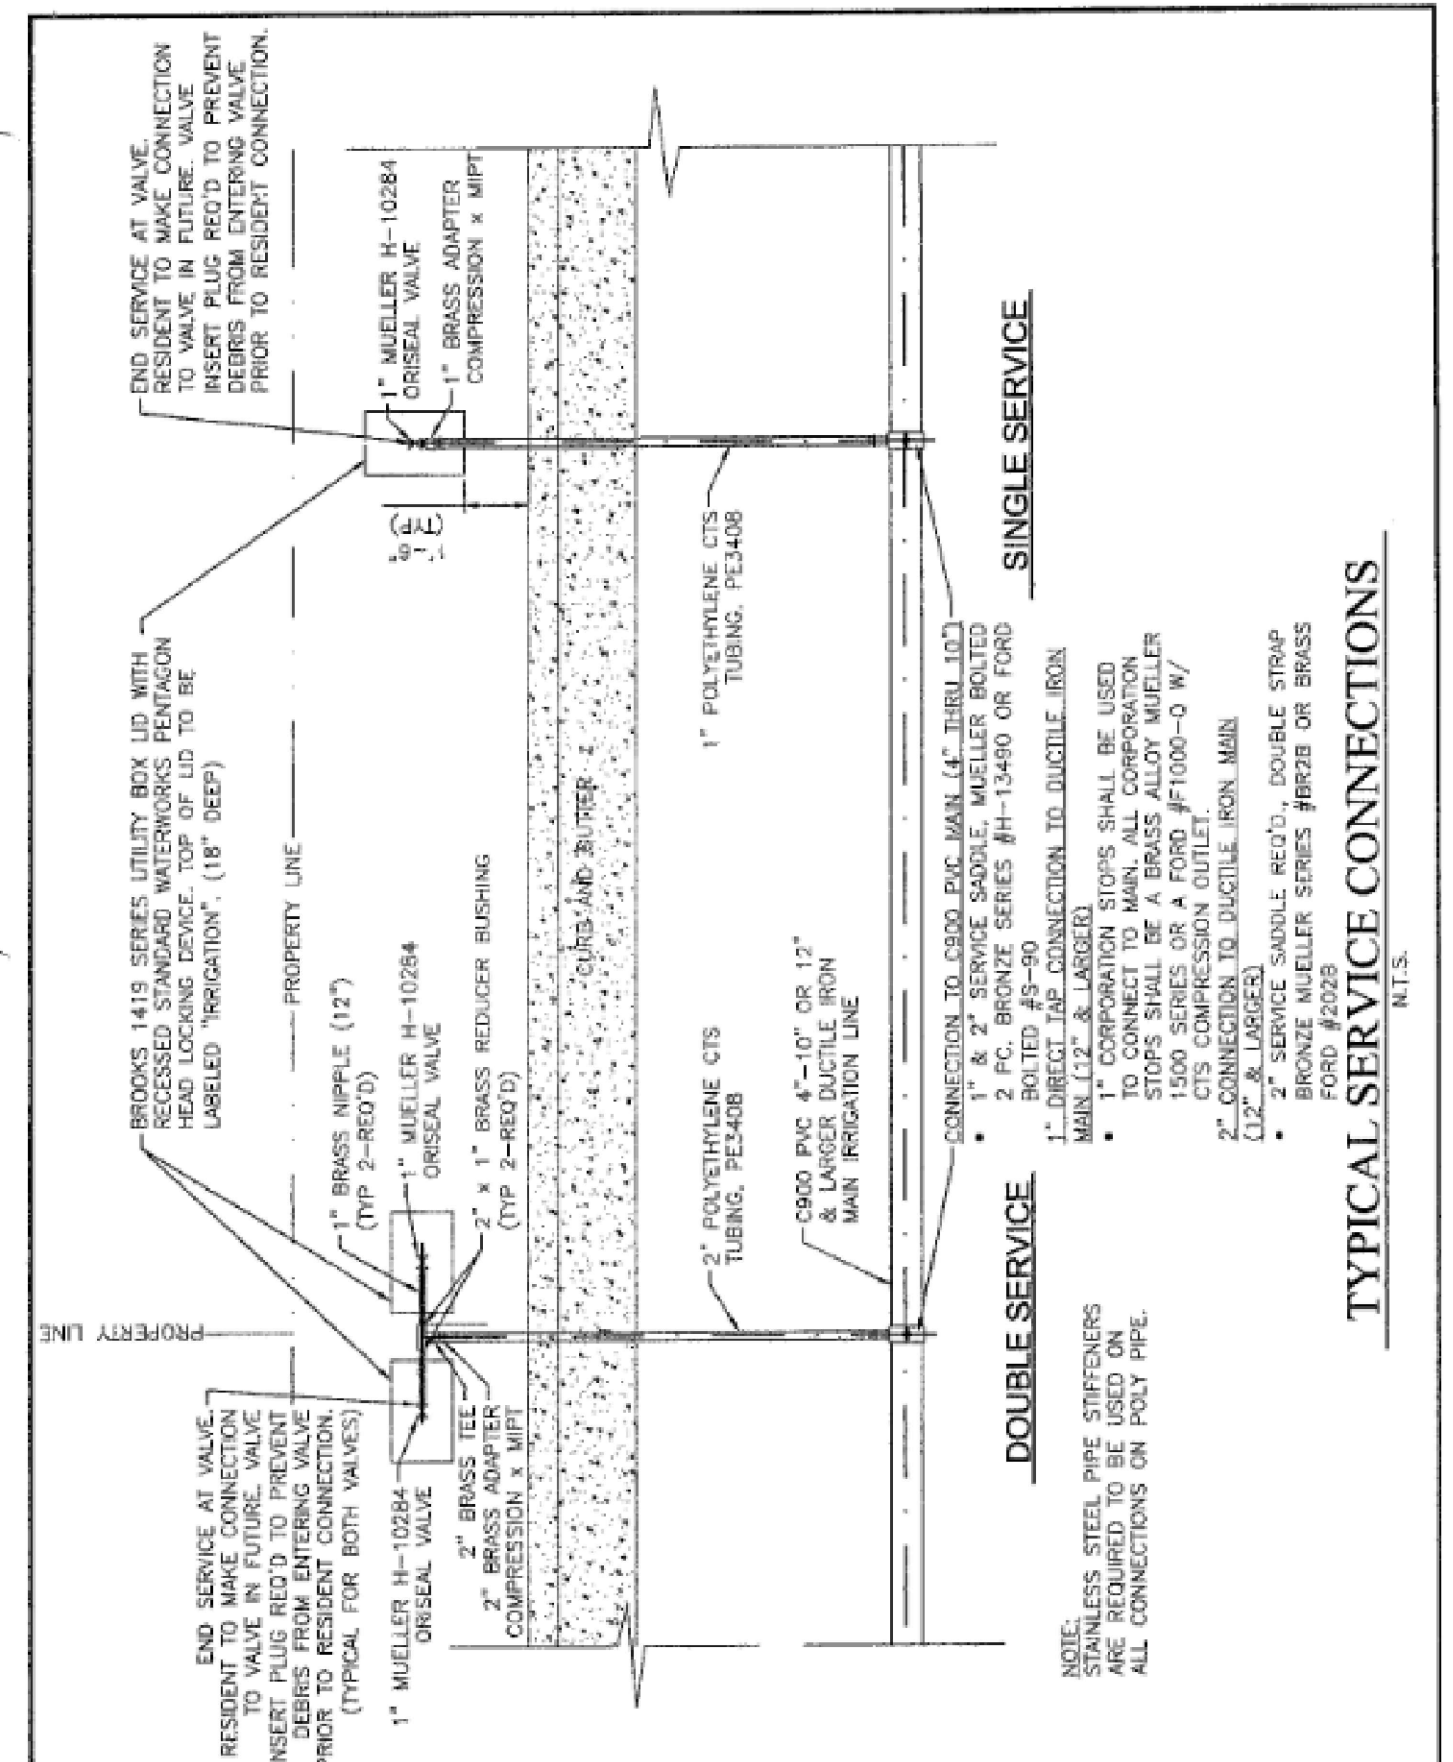 BROOKS 1419 SERIES UTILITY BOX LID WITH
RECESSED STANDARD WATERWORKS PENTAGON
HEAD LOCKING DEVICE. TOP OF LID TO BE
LABELED "IRRIGATION". (18" DEEP)
PROPERTY LINE
END SERVICE AT VALVE.
RESIDENT TO MAKE CONNECTION
TO VALVE IN FUTURE. VALVE
INSERT PLUG REQ'D TO PREVENT
DEBRIS FROM ENTERING VALVE
PRIOR TO RESIDENT CONNECTION.
(TYPICAL FOR BOTH VALVES)
1" MUELLER H-10284
ORISEAL VALVE
2" BRASS TEE
2" BRASS ADAPTER
COMPRESSION x MIPT
PROPERTY LINE
1" BRASS NIPPLE (12")
(TYP 2-REQ'D)
1" MUELLER H-10284
ORISEAL VALVE
2" x 1" BRASS REDUCER BUSHING
(TYP 2-REQ'D)
END SERVICE AT VALVE.
RESIDENT TO MAKE CONNECTION
TO VALVE IN FUTURE. VALVE
INSERT PLUG REQ'D TO PREVENT
DEBRIS FROM ENTERING VALVE
PRIOR TO RESIDENT CONNECTION.
1" MUELLER H-10284
ORISEAL VALVE
1" BRASS ADAPTER
COMPRESSION x MIPT
(TYP)
CURB AND GUTTER
2" POLYETHYLENE CTS
TUBING, PE3408
1" POLYETHYLENE CTS
TUBING, PE3408
C900 PVC 4"-10" OR 12"
& LARGER DUCTILE IRON
MAIN IRRIGATION LINE
DOUBLE SERVICE
SINGLE SERVICE
CONNECTION TO C900 PVC MAIN (4" THRU 10")
• 1" & 2" SERVICE SADDLE, MUELLER BOLTED
2 PC. BRONZE SERIES #H-13490 OR FORD
BOLTED #S-90
1" DIRECT TAP CONNECTION TO DUCTILE IRON
MAIN (12" & LARGER)
• 1" CORPORATION STOPS SHALL BE USED
TO CONNECT TO MAIN. ALL CORPORATION
STOPS SHALL BE A BRASS ALLOY MUELLER
1500 SERIES OR A FORD #F1000-Q W/
CTS COMPRESSION OUTLET.
2" CONNECTION TO DUCTILE IRON MAIN
(12" & LARGER)
• 2" SERVICE SADDLE REQ'D, DOUBLE STRAP
BRONZE MUELLER SERIES #BR2B OR BRASS
FORD #202B
NOTE:
STAINLESS STEEL PIPE STIFFENERS
ARE REQUIRED TO BE USED ON
ALL CONNECTIONS ON POLY PIPE.
TYPICAL SERVICE CONNECTIONS
N.T.S.